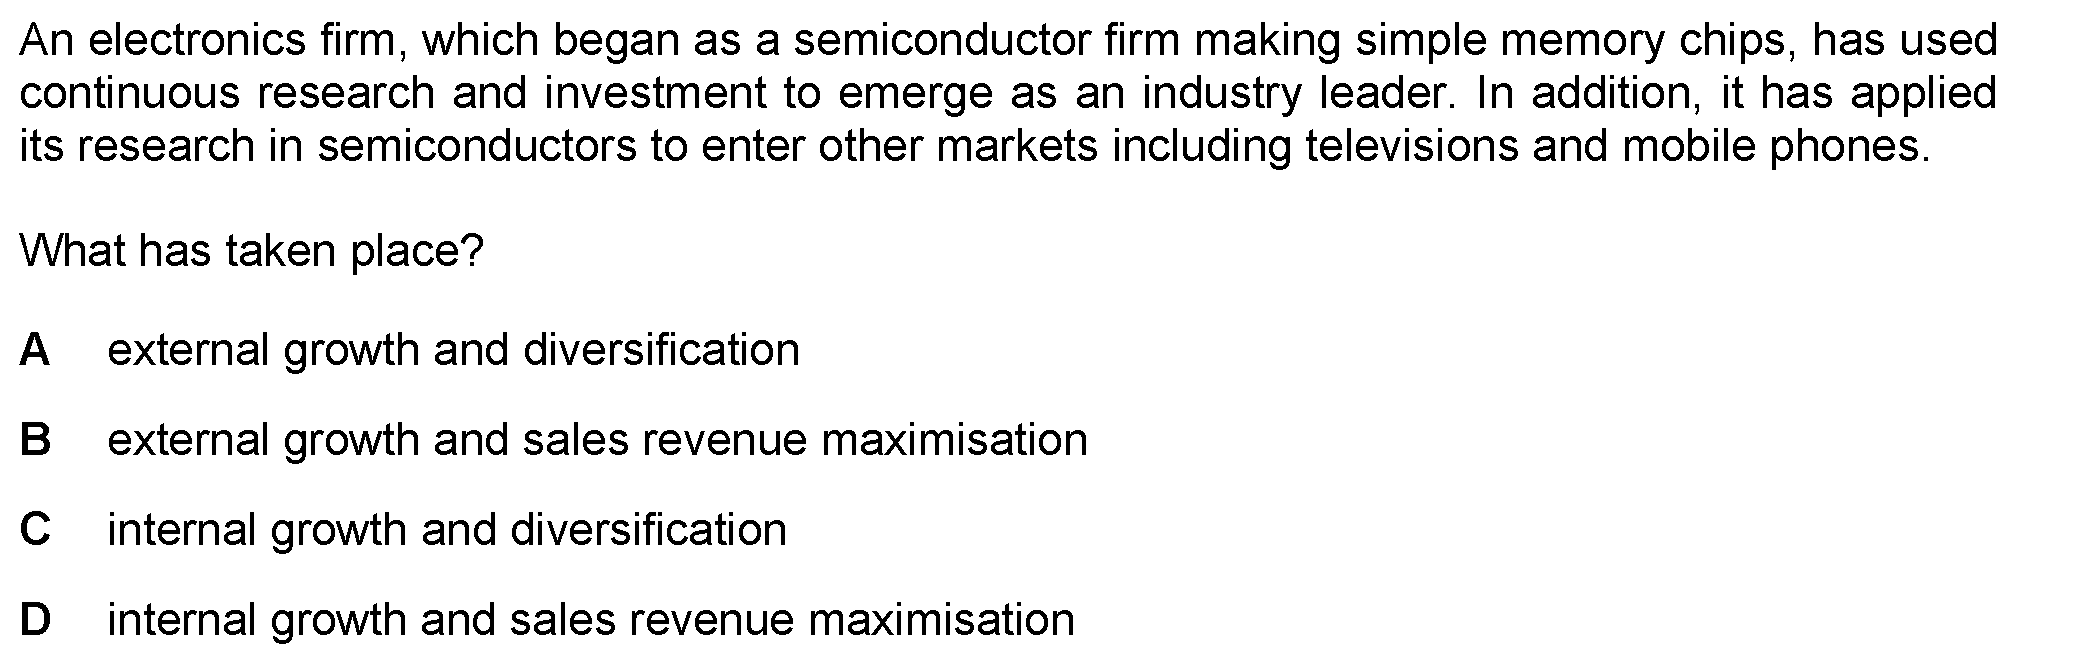 An electronics firm, which began as a semiconductor firm making simple memory chips, has used
continuous research and investment to emerge as an industry leader. In addition, it has applied
its research in semiconductors to enter other markets including televisions and mobile phones.
What has taken place?
A external growth and diversification
B external growth and sales revenue maximisation
C internal growth and diversification
D internal growth and sales revenue maximisation